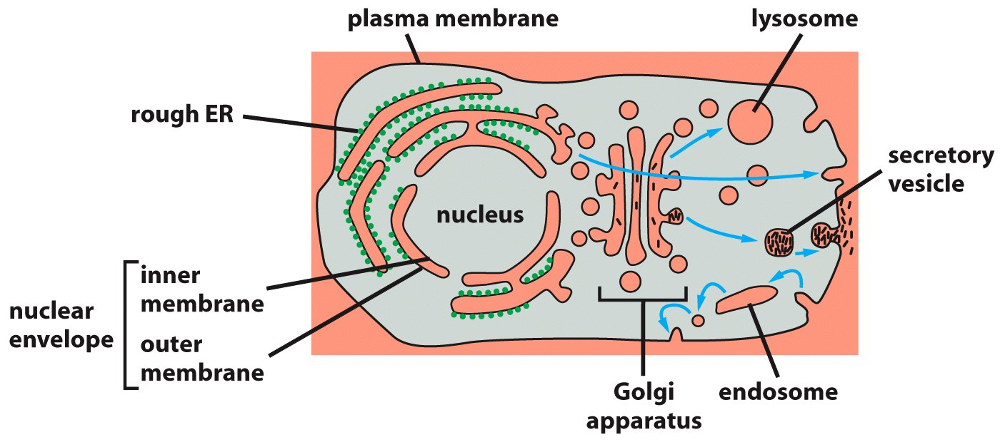 plasma membrane
lysosome
rough ER
secretory
vesicle
nucleus
inner
membrane
nuclear
envelope
outer
membrane
Golgi
apparatus
endosome